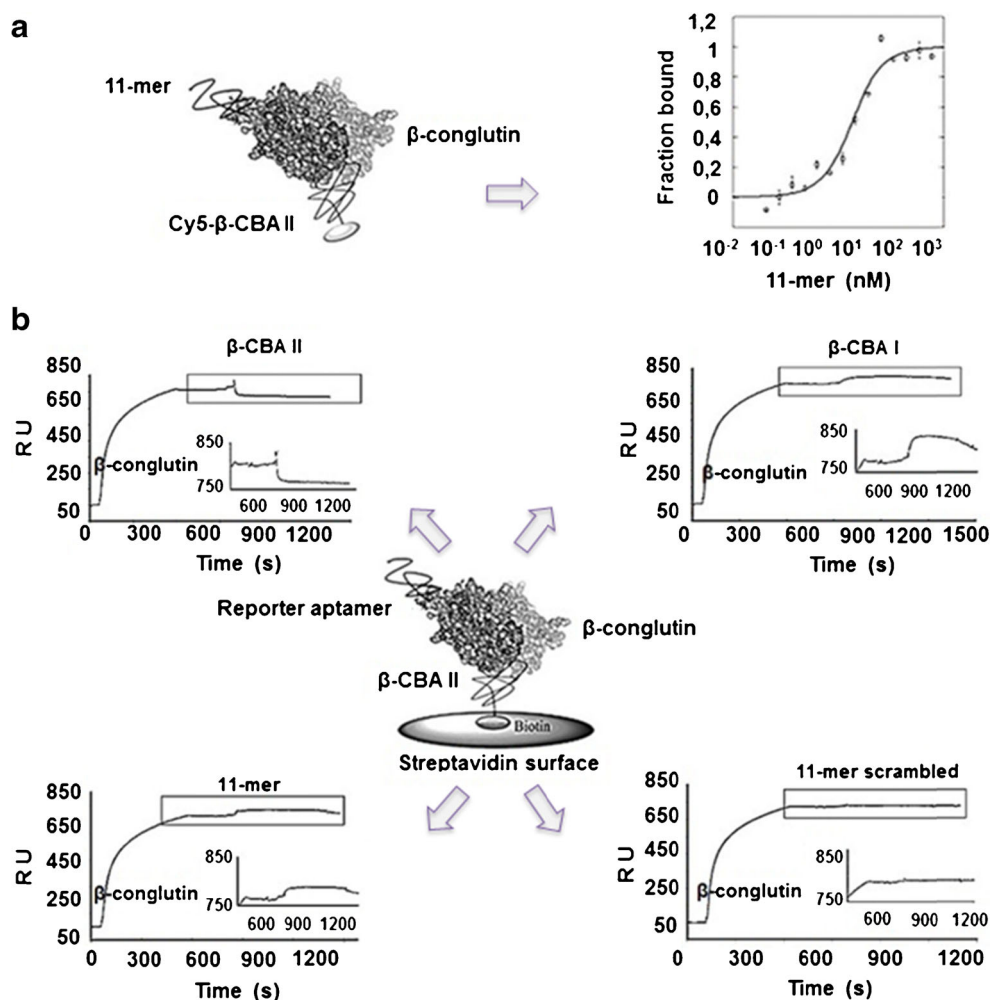 a
11-mer
β-conglutin
Cy5-β-CBA II
Fraction bound
1,2
1
0,8
0,6
0,4
0,2
0
10-2 10-1 100 101 102 103
11-mer (nM)
b
β-CBA II
850
650
450
250
50
RU
β-conglutin
850
750
600 900 1200
0 300 600 900 1200
Time (s)
β-CBA I
850
650
450
250
50
RU
β-conglutin
850
750
600 900 1200
0 300 600 900 1200 1500
Time (s)
Reporter aptamer
β-conglutin
β-CBA II
Biotin
Streptavidin surface
11-mer
850
650
450
250
50
RU
β-conglutin
850
750
600 900 1200
0 300 600 900 1200
Time (s)
11-mer scrambled
850
650
450
250
50
RU
β-conglutin
850
750
600 900 1200
0 300 600 900 1200
Time (s)